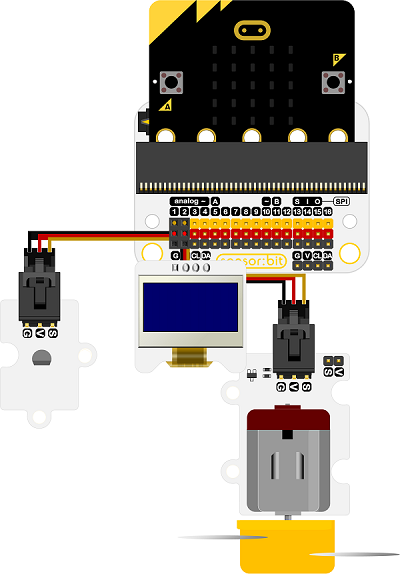 B
A
analog – A – B S I O – SPI
1 2 3 4 5 6 7 8 9 10 11 12 13 14 15 16
G CL DA sensor:bit G V CL DA
G V S
S V
G V S